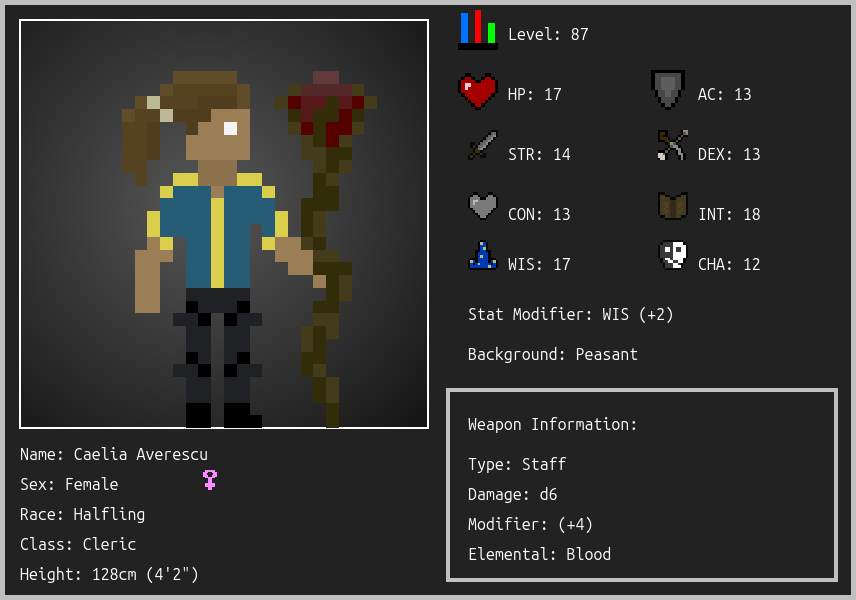 Level: 87
HP: 17
AC: 13
STR: 14
DEX: 13
CON: 13
INT: 18
WIS: 17
CHA: 12
Stat Modifier: WIS (+2)
Background: Peasant
Weapon Information:
Type: Staff
Damage: d6
Modifier: (+4)
Elemental: Blood
Name: Caelia Averescu
Sex: Female
Race: Halfling
Class: Cleric
Height: 128cm (4'2")